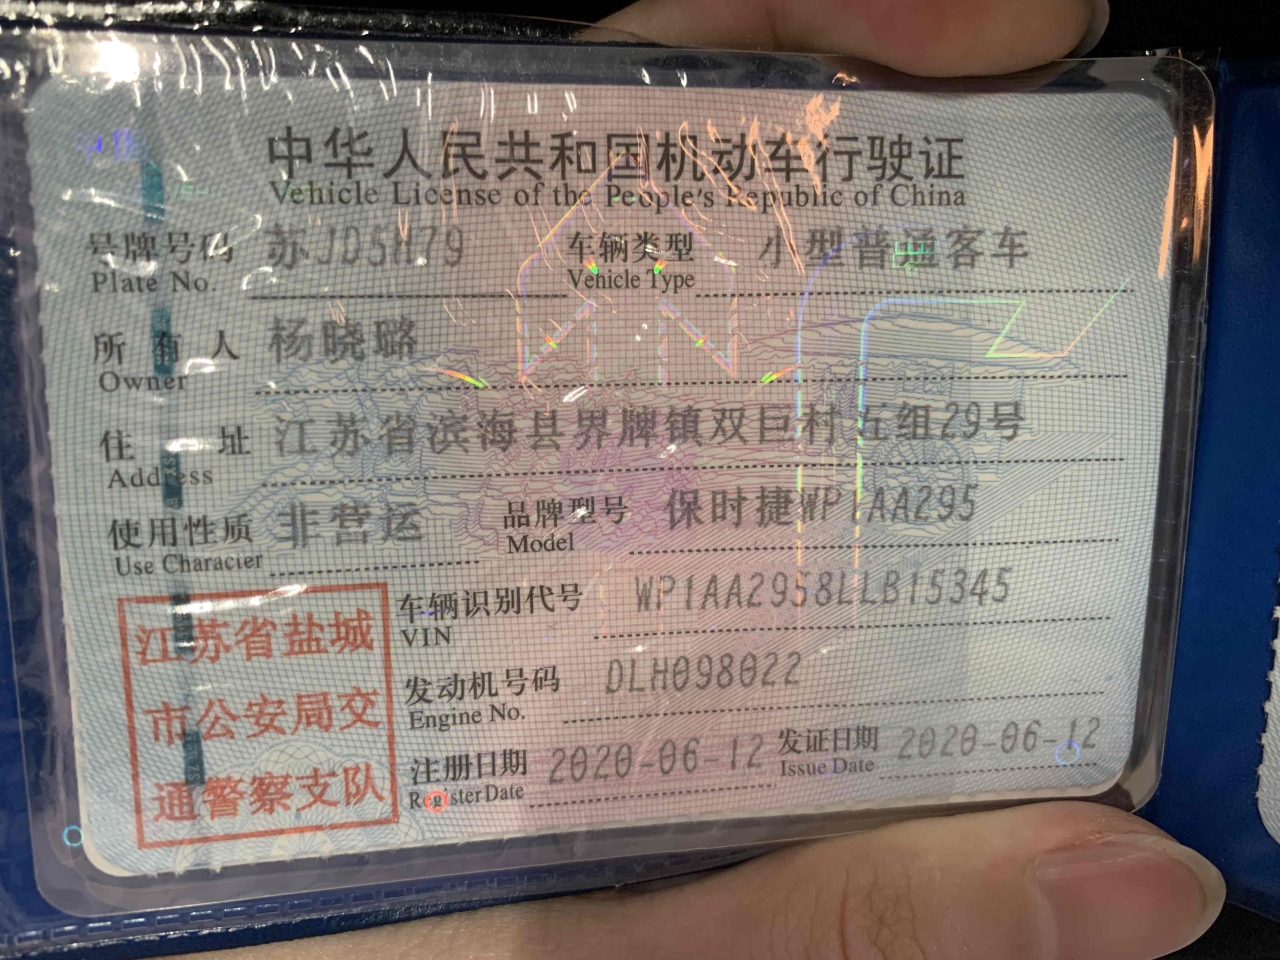 中华人民共和国机动车行驶证
Vehicle License of the People's Republic of China
号牌号码 苏JD5H79 车辆类型 小型普通客车
Plate No. Vehicle Type
所有人 杨晓璐
Owner
住址 江苏省滨海县界牌镇双巨村五组29号
Address
使用性质 非营运 品牌型号 保时捷WP1AA295
Use Character Model
车辆识别代号 WP1AA2958LLB15345
VIN
发动机号码 DLH098022
Engine No.
注册日期 2020-06-12 发证日期 2020-06-12
Register Date Issue Date
江苏省盐城
市公安局交
通警察支队